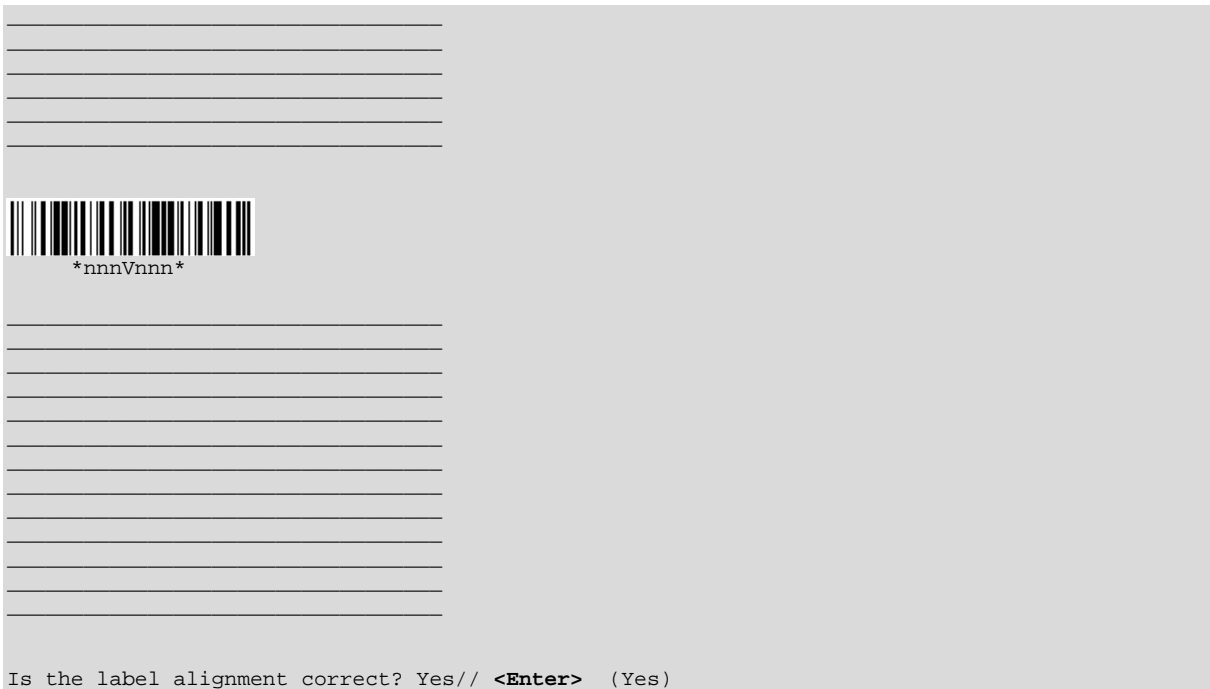 *nnnVnnn*
Is the label alignment correct? Yes// <Enter> (Yes)